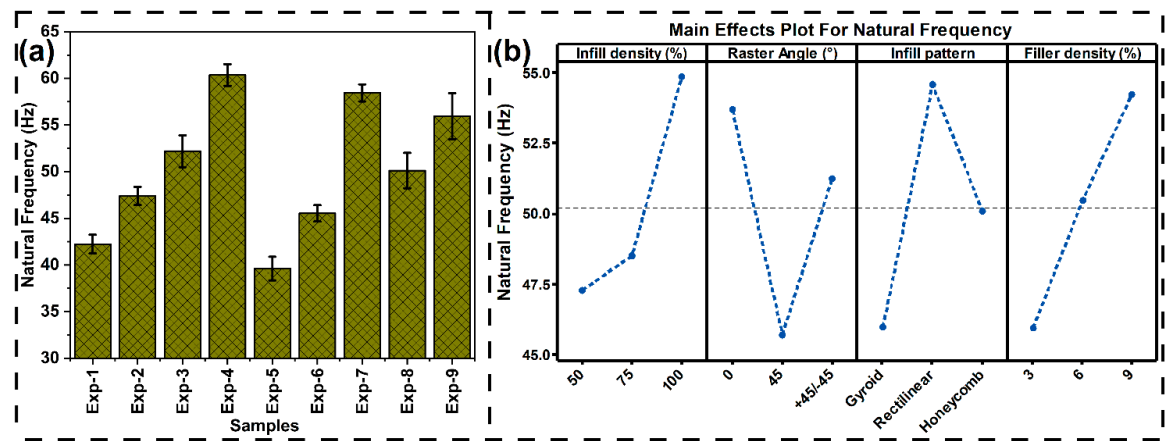 (a)
Natural Frequency (Hz)
65
60
55
50
45
40
35
30
Exp-1
Exp-2
Exp-3
Exp-4
Exp-5
Exp-6
Exp-7
Exp-8
Exp-9
Samples
(b)
Main Effects Plot For Natural Frequency
Infill density (%)
Raster Angle (°)
Infill pattern
Filler density (%)
Natural Frequency (Hz)
55.0
52.5
50.0
47.5
45.0
50
75
100
0
45
+45/-45
Gyroid
Rectilinear
Honeycomb
3
6
9